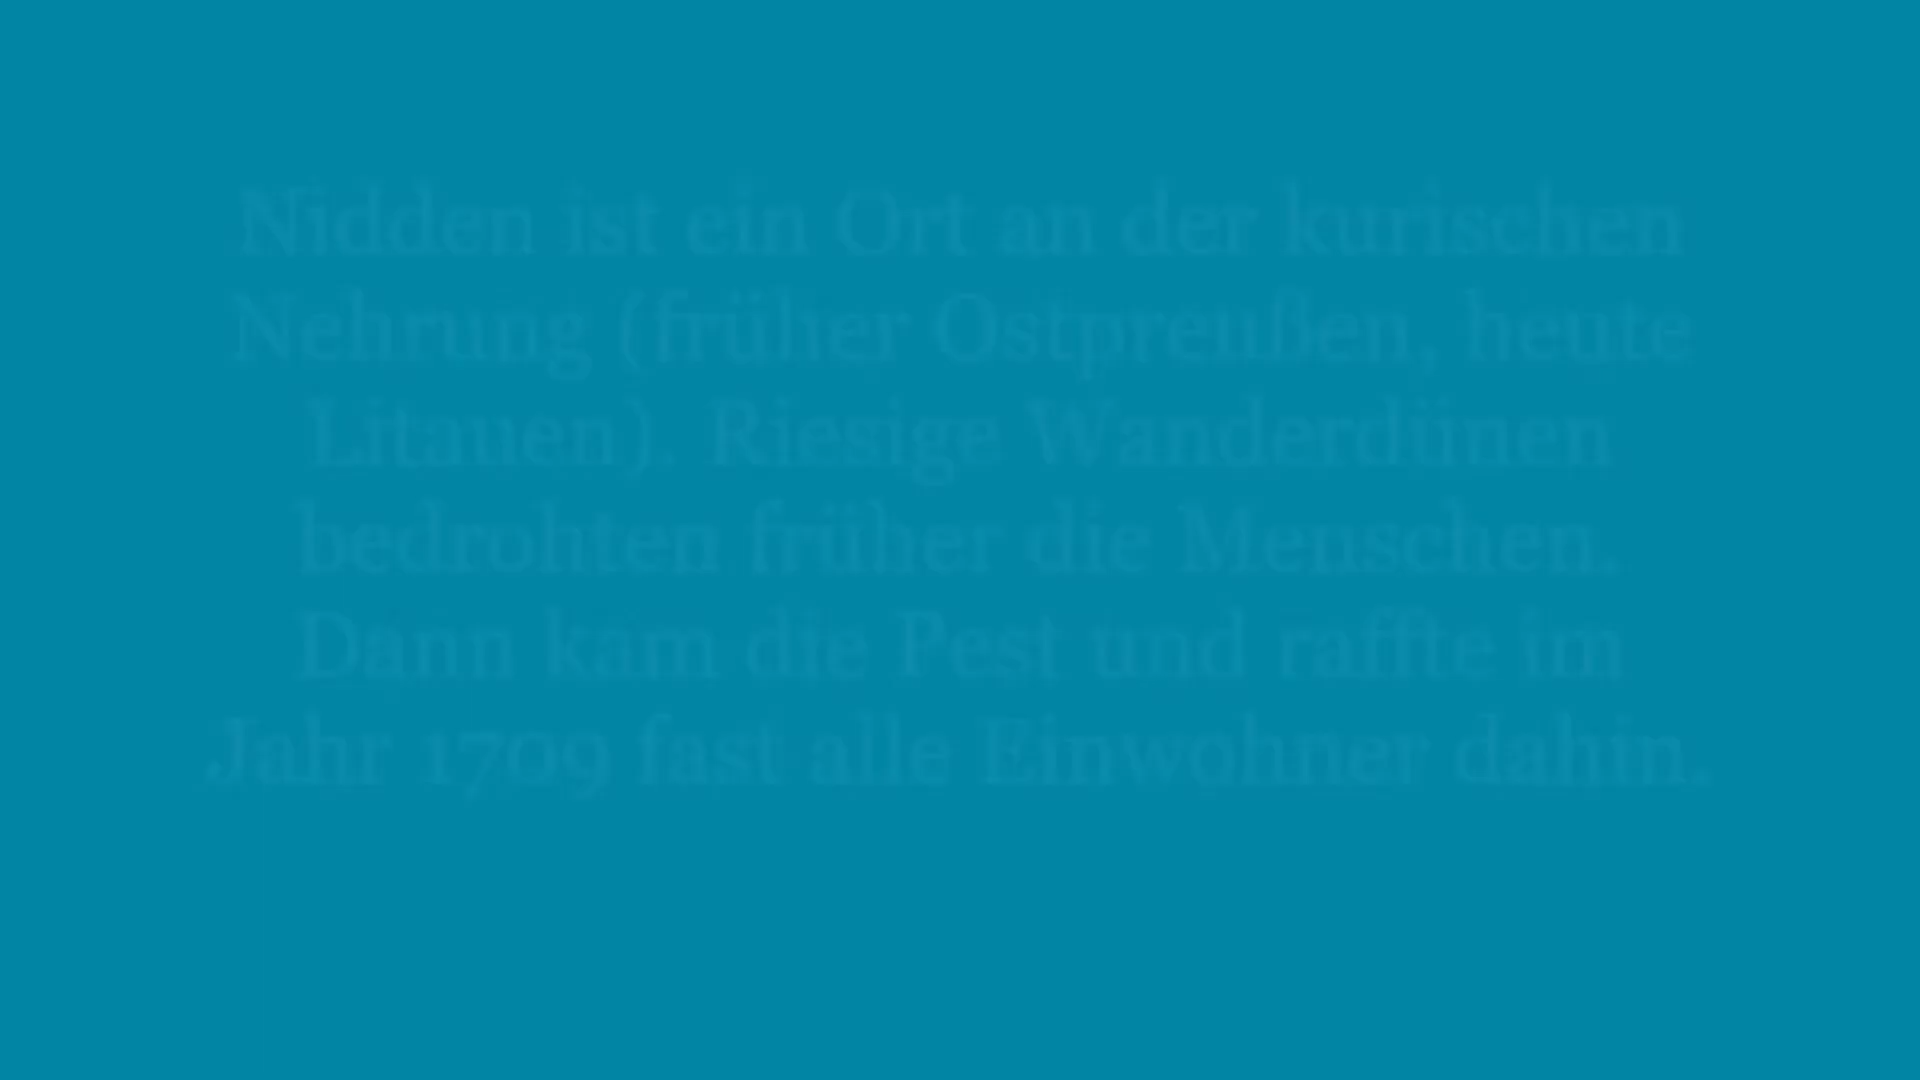 Nidden ist ein Ort an der kurischen
Nehrung (früher Ostpreußen, heute
Litauen). Riesige Wanderdünen
bedrohten früher die Menschen.
Dann kam die Pest und raffte im
Jahr 1709 fast alle Einwohner dahin.